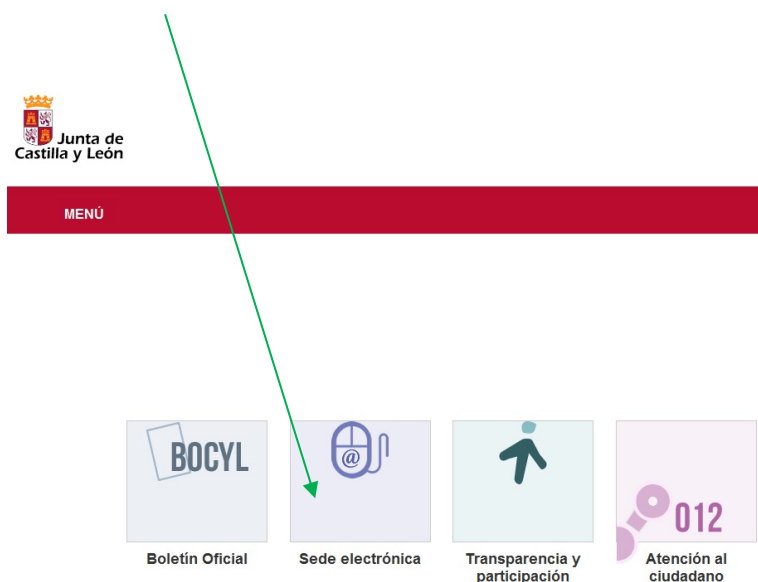 Junta de
Castilla y León
MENÚ
BOCYL
@
012
Boletín Oficial
Sede electrónica
Transparencia y
participación
Atención al
ciudadano